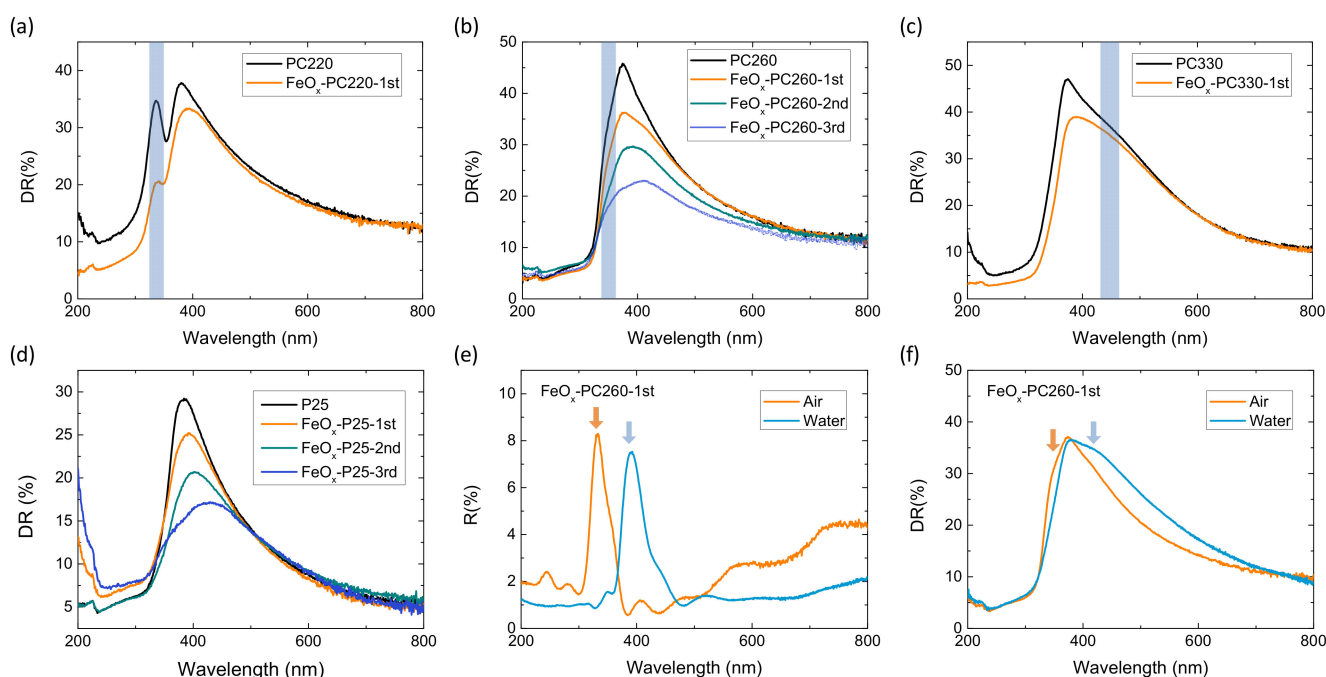 (a)
PC220
FeOx-PC220-1st
DR(%)
40
30
20
10
0
200 400 600 800
Wavelength (nm)
(b)
PC260
FeOx-PC260-1st
FeOx-PC260-2nd
FeOx-PC260-3rd
DR(%)
50
40
30
20
10
0
200 400 600 800
Wavelength (nm)
(c)
PC330
FeOx-PC330-1st
DR(%)
50
40
30
20
10
0
200 400 600 800
Wavelength (nm)
(d)
P25
FeOx-P25-1st
FeOx-P25-2nd
FeOx-P25-3rd
DR (%)
30
25
20
15
10
5
200 400 600 800
Wavelength (nm)
(e)
FeOx-PC260-1st
Air
Water
R(%)
10
8
6
4
2
0
200 400 600 800
Wavelength (nm)
(f)
FeOx-PC260-1st
Air
Water
DR(%)
50
40
30
20
10
0
200 400 600 800
Wavelength (nm)